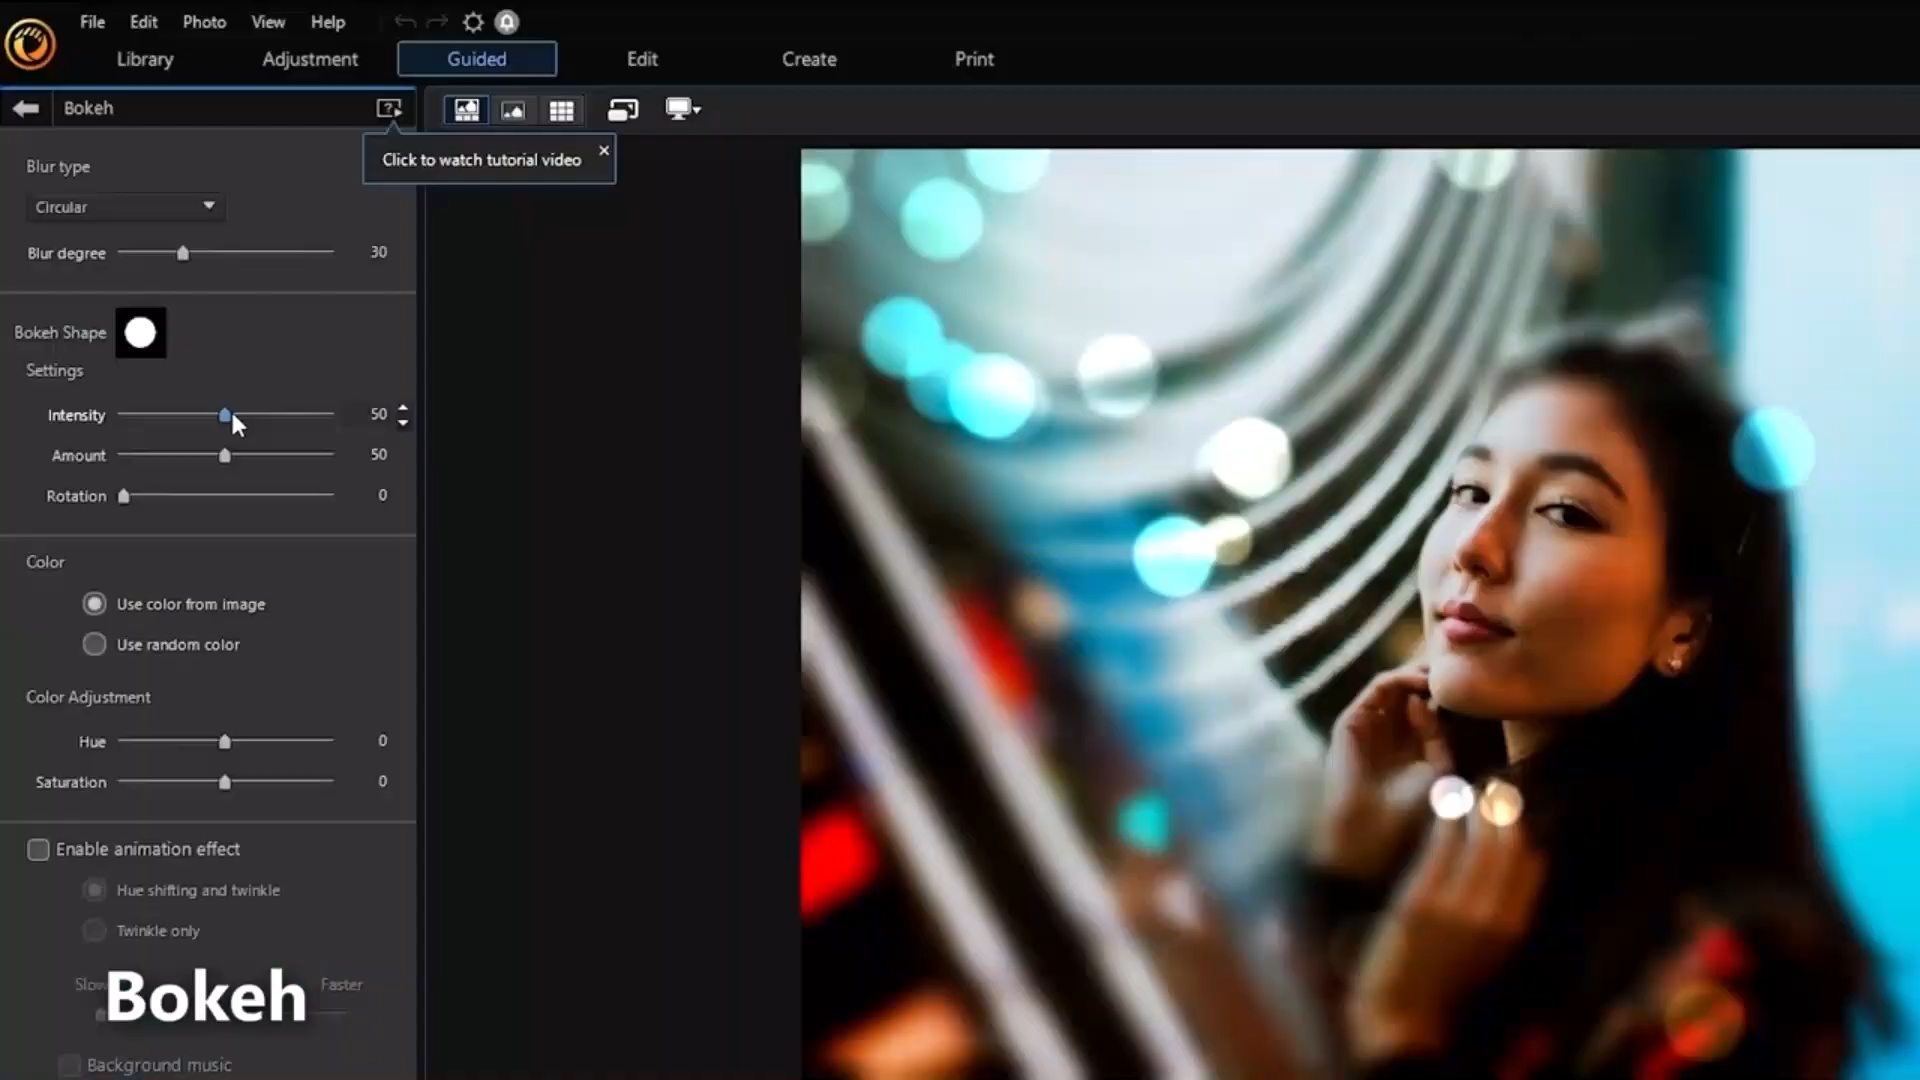 File Edit Photo View Help
Library Adjustment Guided Edit Create Print
Bokeh
Click to watch tutorial video
Blur type
Circular
Blur degree 30
Bokeh Shape
Settings
Intensity 50
Amount 50
Rotation 0
Color
Use color from image
Use random color
Color Adjustment
Hue 0
Saturation 0
Enable animation effect
Hue shifting and twinkle
Twinkle only
Slow Faster
Bokeh
Background music